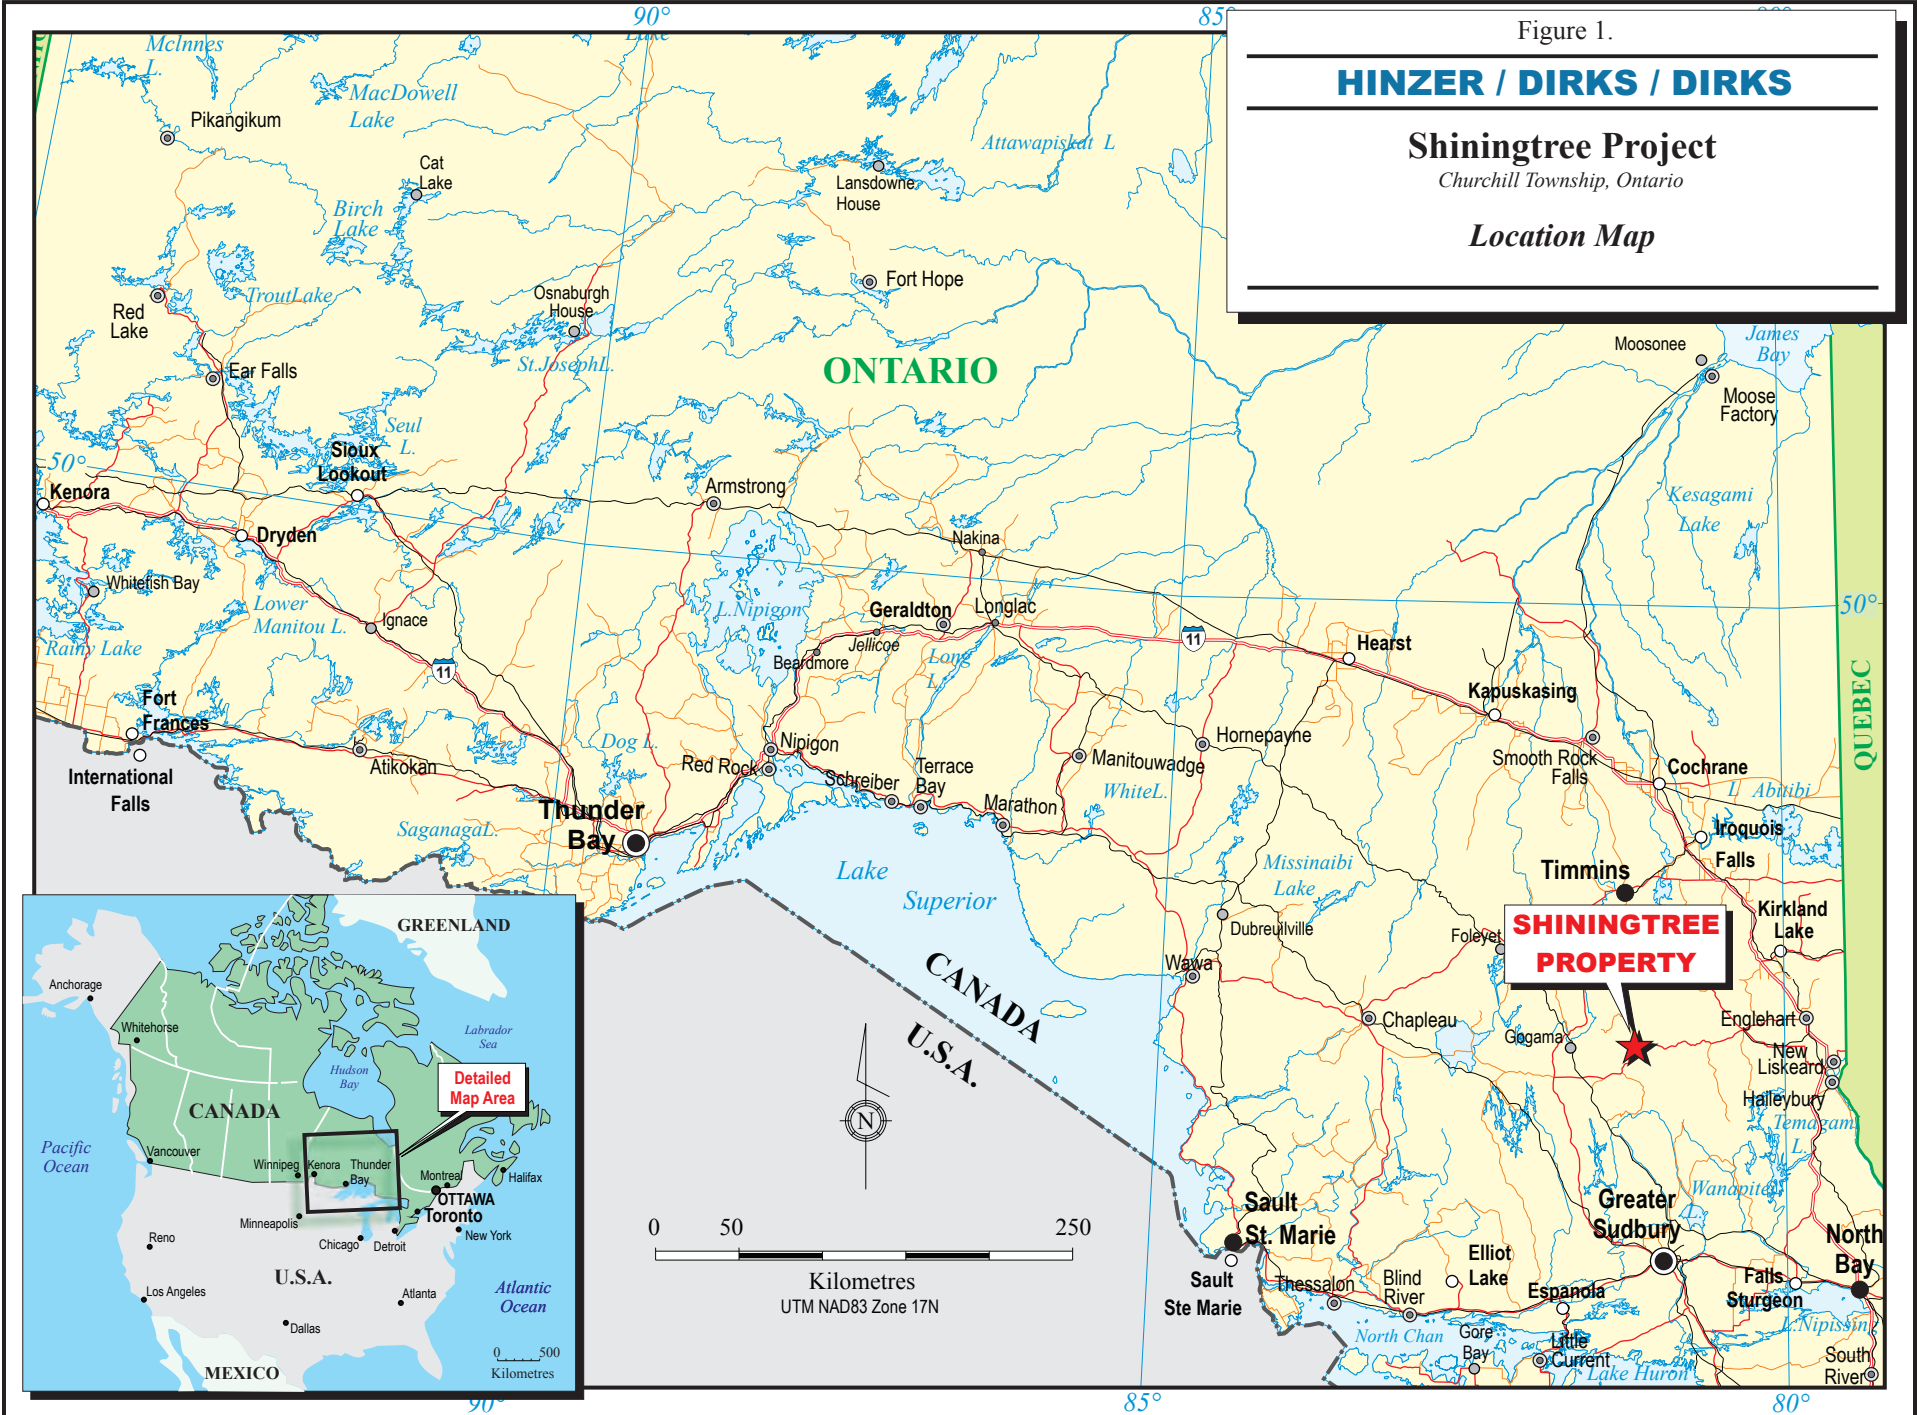 90°
85°
Figure 1.
HINZER / DIRKS / DIRKS
Shiningtree Project
Churchill Township, Ontario
Location Map
McInnes
L.
Lake
MacDowell
Lake
Pikangikum
Attawapiskat L
Cat
Lake
Lansdowne
House
Birch
Lake
Fort Hope
TroutLake
Osnaburgh
House
Red
Lake
St.JosephL.
ONTARIO
Ear Falls
James
Bay
Moosonee
Moose
Factory
Seul
L.
Sioux
Lookout
50°
Kenora
Armstrong
Kesagami
Lake
Dryden
Nakina
Whitefish Bay
Lower
Manitou L.
L.Nipigon
Geraldton
Longlac
50°
Ignace
Jellicoe
11
Hearst
Rainy Lake
Beardmore
Long
L.
11
QUEBEC
Kapuskasing
Fort
Frances
Dog L.
Nipigon
Hornepayne
Smooth Rock
Falls
International
Falls
Atikokan
Red Rock
Schreiber
Terrace
Bay
Manitouwadge
WhiteL.
Cochrane
L Abitibi
Thunder
Bay
Marathon
SaganagaL.
Iroquois
Falls
Lake
Superior
Missinaibi
Lake
Timmins
Kirkland
Lake
SHININGTREE
PROPERTY
Dubreuilville
Foleyet
Wawa
CANADA
U.S.A.
Chapleau
Gogama
Englehart
New
Liskeard
Haileybury
Temagam
L.
N
Wanapitei
L.
Greater
Sudbury
Sault
St. Marie
North
Bay
Elliot
Lake
Sault
Ste Marie
Thessalon
Blind
River
Espanola
Falls
Sturgeon
L.Nipissin
North Chan
Gore
Bay
Little
Current
Lake Huron
South
River
0 50 250
Kilometres
UTM NAD83 Zone 17N
GREENLAND
Anchorage
Whitehorse
Labrador
Sea
Hudson
Bay
Detailed
Map Area
CANADA
Pacific
Ocean
Vancouver
Winnipeg
Kenora
Thunder
Bay
Montreal
Halifax
OTTAWA
Toronto
Minneapolis
New York
Reno
Chicago
Detroit
U.S.A.
Los Angeles
Atlanta
Atlantic
Ocean
Dallas
0 500
Kilometres
MEXICO
90°
85°
80°